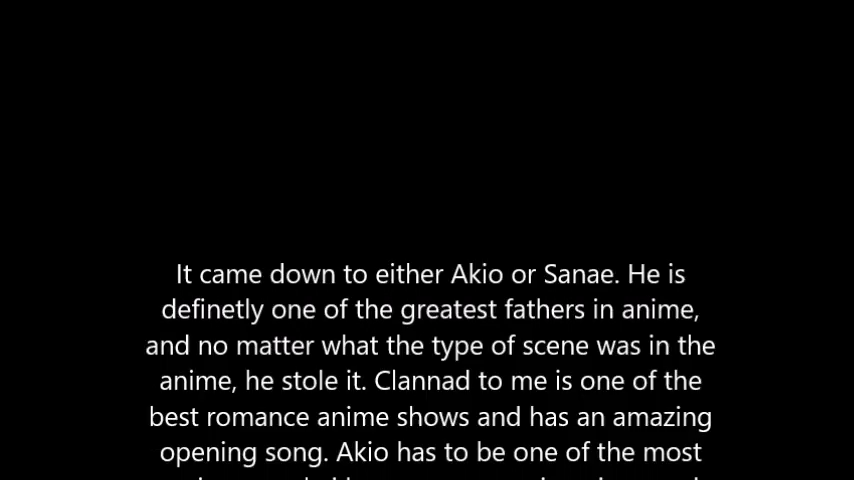 It came down to either Akio or Sanae. He is
definetly one of the greatest fathers in anime,
and no matter what the type of scene was in the
anime, he stole it. Clannad to me is one of the
best romance anime shows and has an amazing
opening song. Akio has to be one of the most